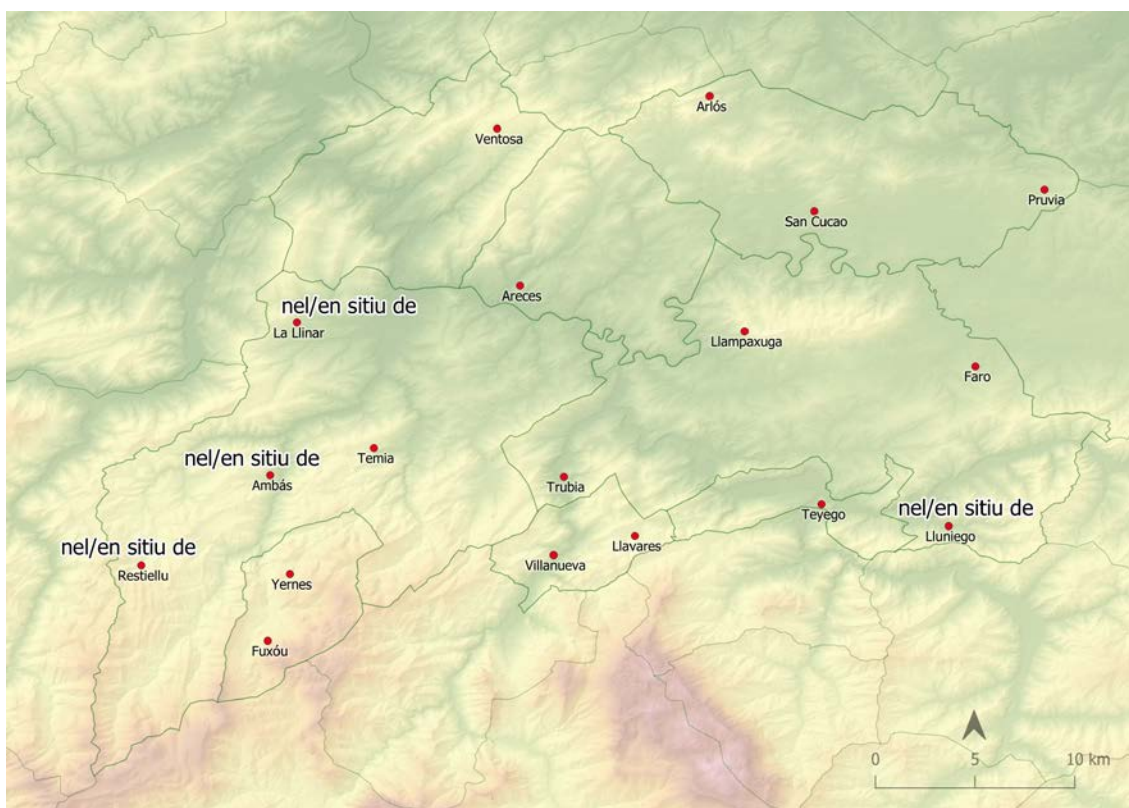 Arlós
Ventosa
Pruvia
San Cucao
Areces
nel/en sitiu de
La Llinar
Llampaxuga
Faro
Temia
nel/en sitiu de
Ambás
Trubia
Teyego
nel/en sitiu de
Lluniego
nel/en sitiu de
Restiellu
Llavares
Villanueva
Yernes
Fuxóu
0 5 10 km